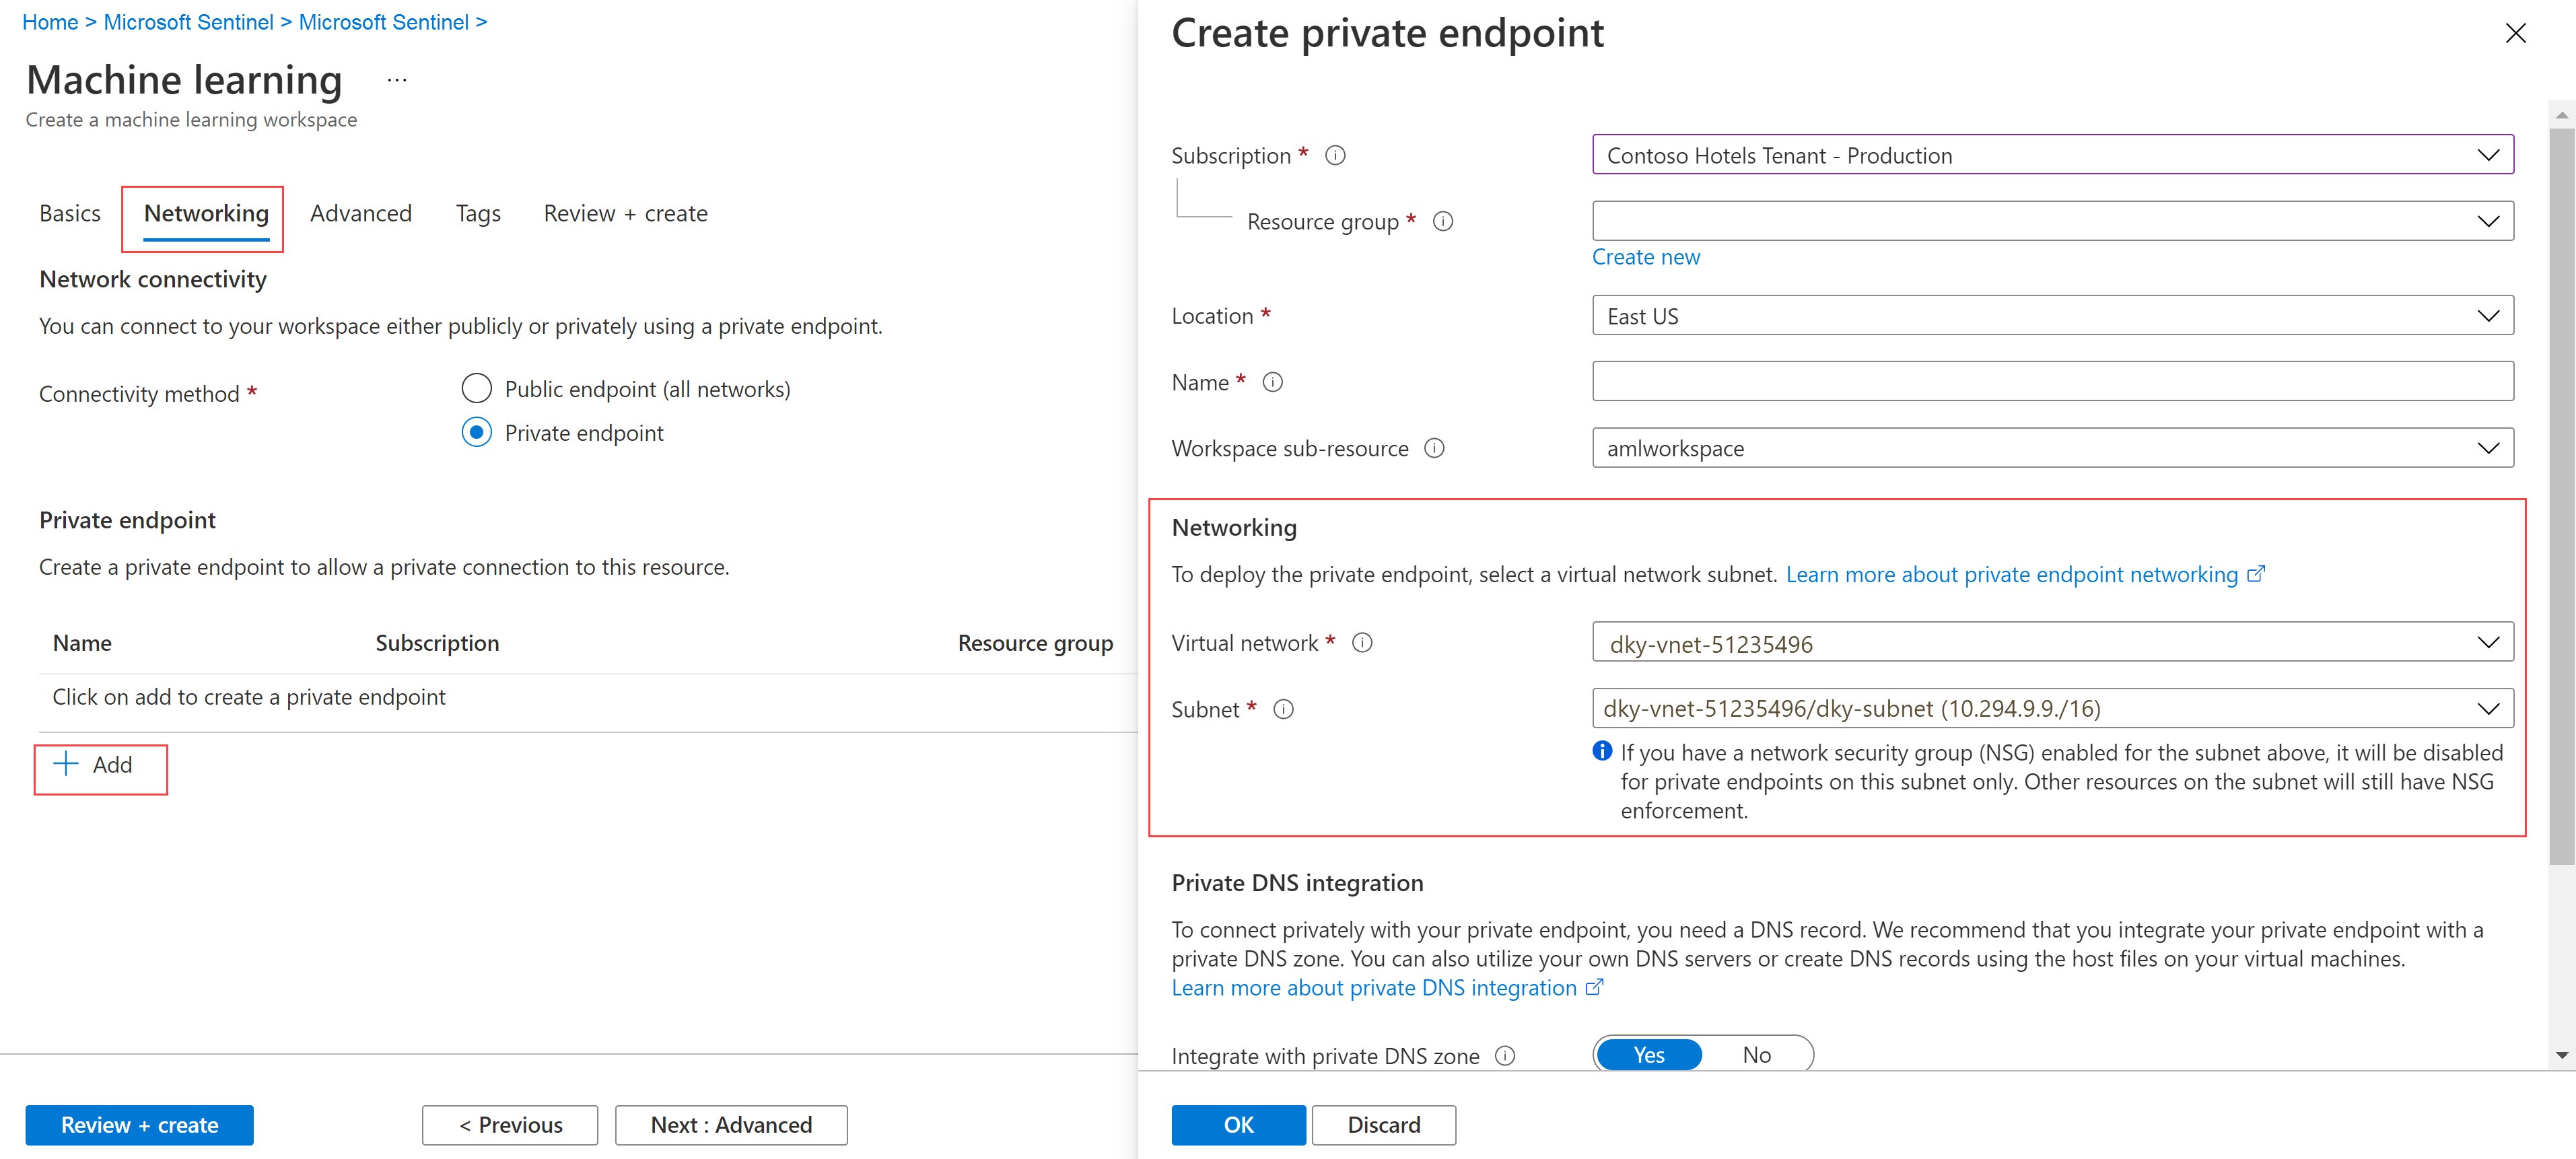 Home > Microsoft Sentinel > Microsoft Sentinel >
Machine learning ...
Create a machine learning workspace
Basics Networking Advanced Tags Review + create
Network connectivity
You can connect to your workspace either publicly or privately using a private endpoint.
Connectivity method *
Public endpoint (all networks)
Private endpoint
Private endpoint
Create a private endpoint to allow a private connection to this resource.
Name Subscription Resource group
Click on add to create a private endpoint
Add
Review + create
< Previous
Next : Advanced
Create private endpoint
Subscription * Contoso Hotels Tenant - Production
Resource group *
Create new
Location * East US
Name *
Workspace sub-resource amlworkspace
Networking
To deploy the private endpoint, select a virtual network subnet. Learn more about private endpoint networking
Virtual network * dky-vnet-51235496
Subnet * dky-vnet-51235496/dky-subnet (10.294.9.9./16)
If you have a network security group (NSG) enabled for the subnet above, it will be disabled
for private endpoints on this subnet only. Other resources on the subnet will still have NSG
enforcement.
Private DNS integration
To connect privately with your private endpoint, you need a DNS record. We recommend that you integrate your private endpoint with a
private DNS zone. You can also utilize your own DNS servers or create DNS records using the host files on your virtual machines.
Learn more about private DNS integration
Integrate with private DNS zone Yes No
OK
Discard